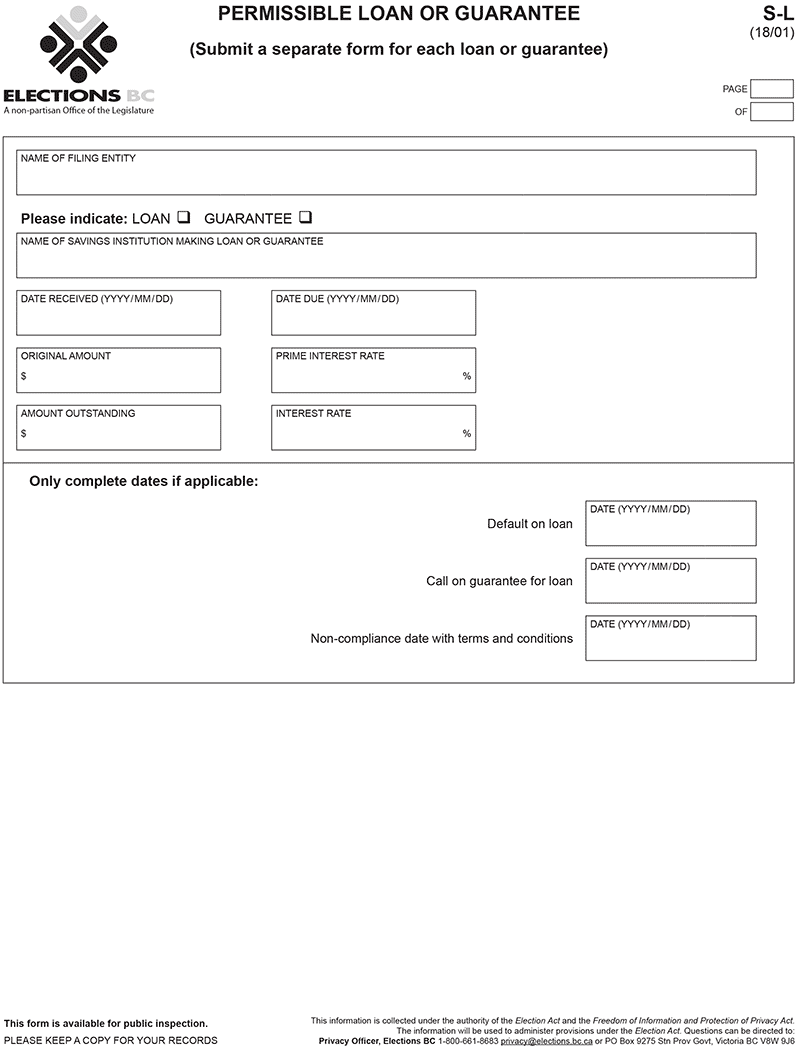 PERMISSIBLE LOAN OR GUARANTEE
S-L
(18/01)
(Submit a separate form for each loan or guarantee)
ELECTIONS BC
A non-partisan Office of the Legislature
PAGE
OF
NAME OF FILING ENTITY
Please indicate: LOAN ❑ GUARANTEE ❑
NAME OF SAVINGS INSTITUTION MAKING LOAN OR GUARANTEE
DATE RECEIVED (YYYY/MM/DD)
DATE DUE (YYYY/MM/DD)
ORIGINAL AMOUNT
$
PRIME INTEREST RATE
%
AMOUNT OUTSTANDING
$
INTEREST RATE
%
Only complete dates if applicable:
Default on loan
DATE (YYYY/MM/DD)
Call on guarantee for loan
DATE (YYYY/MM/DD)
Non-compliance date with terms and conditions
DATE (YYYY/MM/DD)
This form is available for public inspection.
PLEASE KEEP A COPY FOR YOUR RECORDS
This information is collected under the authority of the Election Act and the Freedom of Information and Protection of Privacy Act.
The information will be used to administer provisions under the Election Act. Questions can be directed to:
Privacy Officer, Elections BC 1-800-661-8683 privacy@elections.bc.ca or PO Box 9275 Stn Prov Govt, Victoria BC V8W 9J6